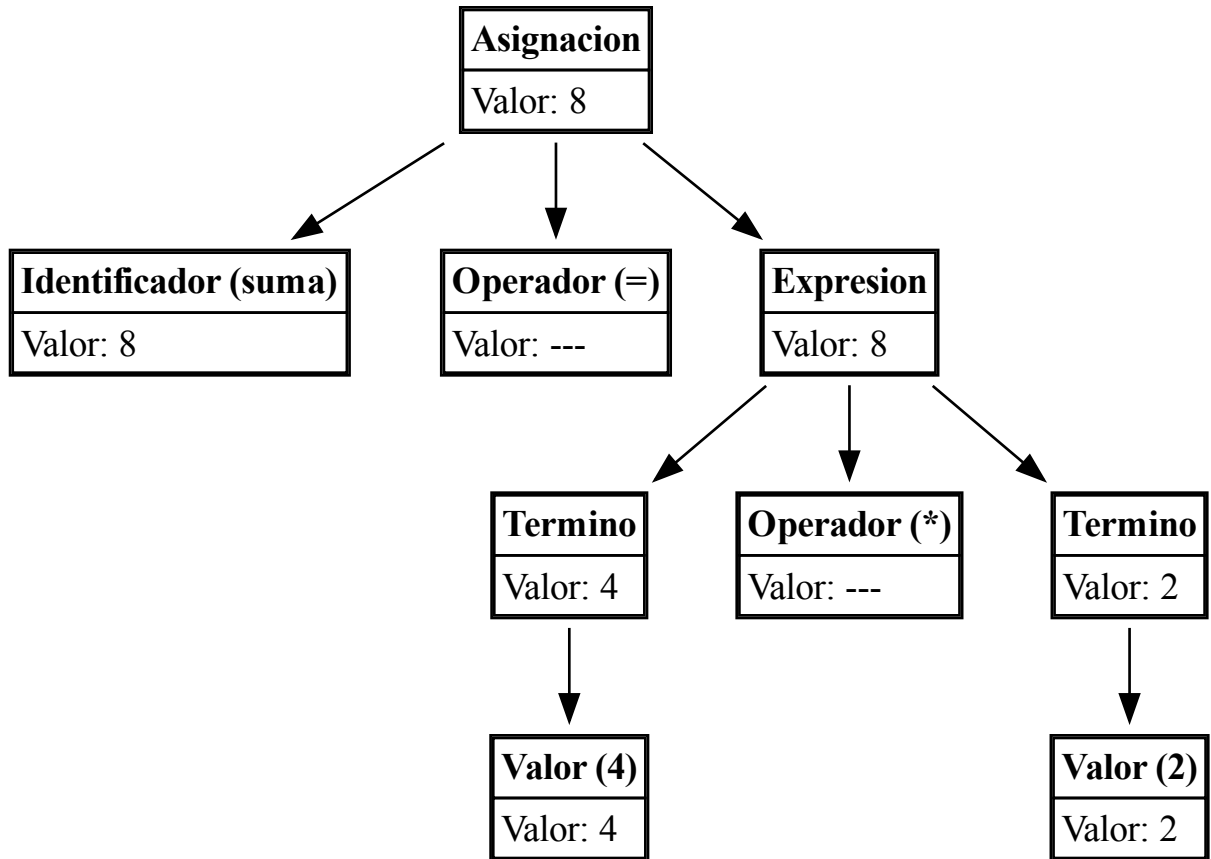 Asignacion
Valor: 8
Identificador (suma)
Valor: 8
Operador (=)
Valor: ---
Expresion
Valor: 8
Termino
Valor: 4
Operador (*)
Valor: ---
Termino
Valor: 2
Valor (4)
Valor: 4
Valor (2)
Valor: 2